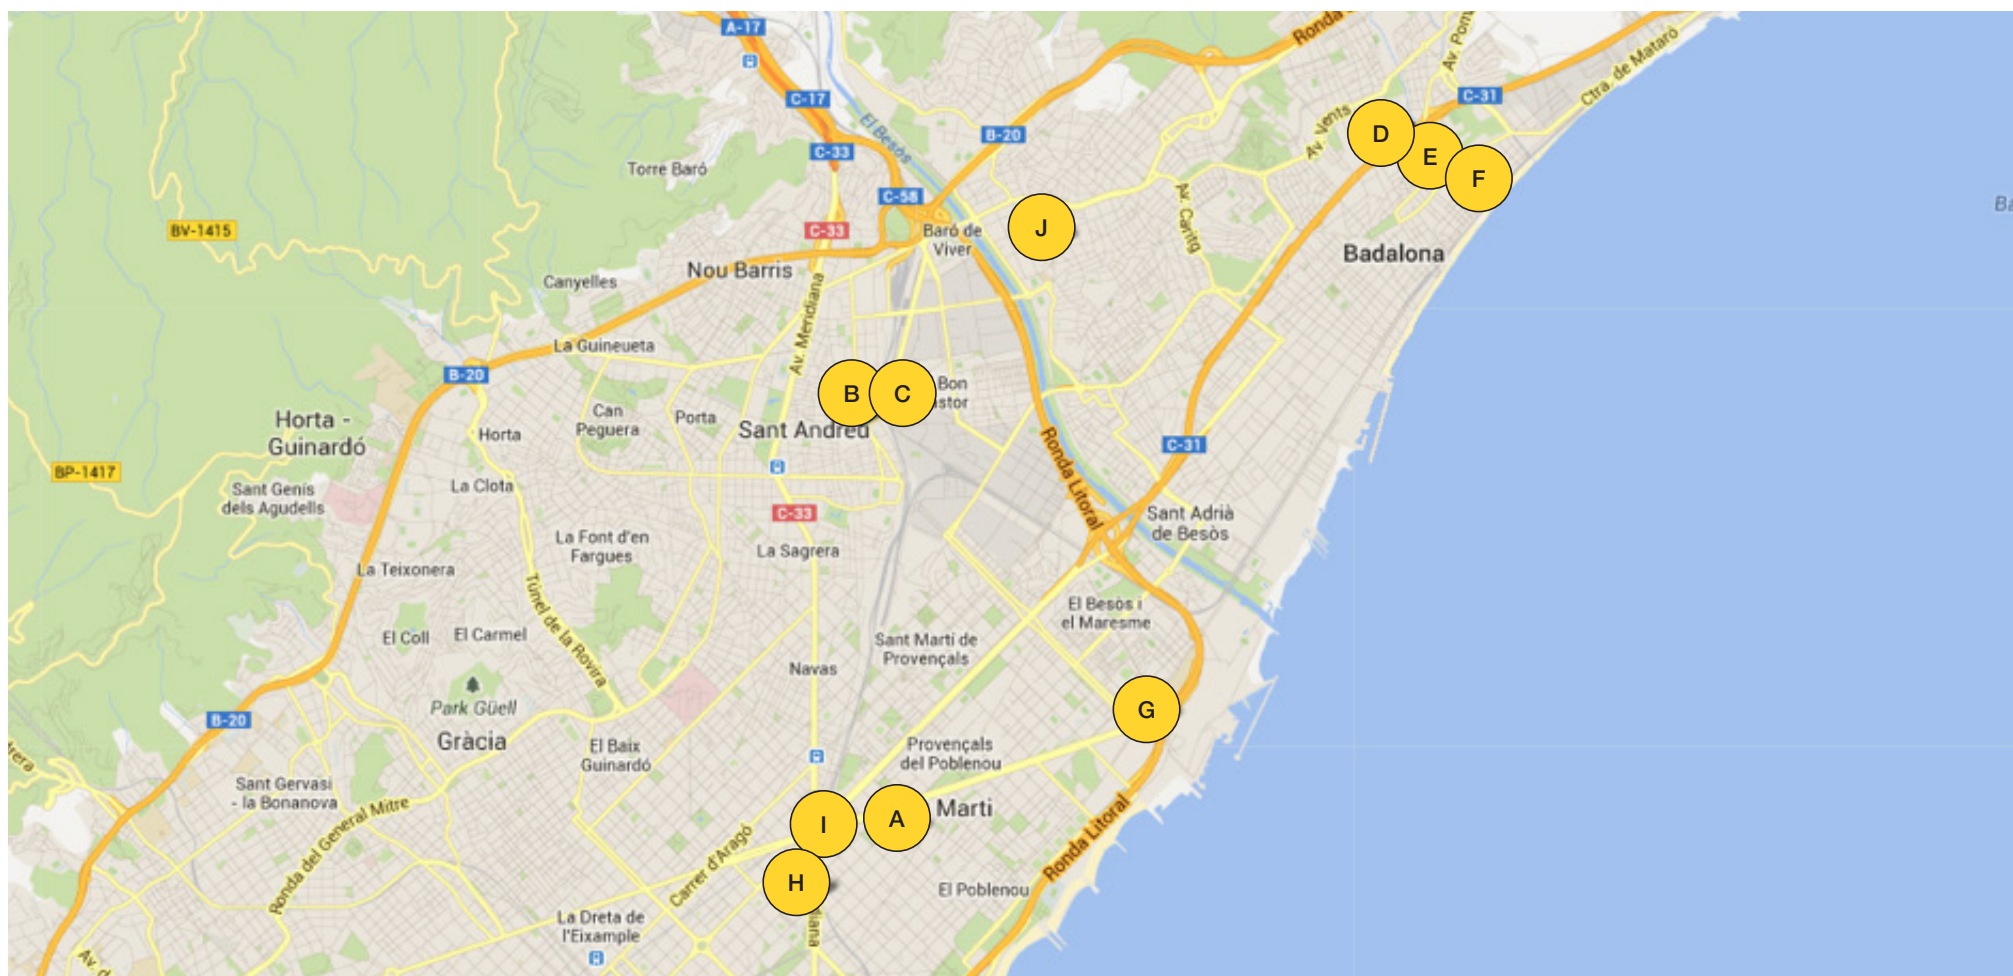 A-17
Ronda
Av. Pom
Ctra. de Mataró
C-31
C-17
El Besòs
B-20
D
Av. Vents
C-33
E
Torre Baró
F
C-58
Av. Caritg
BV-1415
C-33
J
Baró de
Viver
Badalona
Nou Barris
Canyelles
Av. Meridiana
La Guineueta
B-20
B
C
Bon
Can
Peguera
Porta
Horta -
Guinardó
Sant Andreu
Horta
C-31
BP-1417
Ronda Litoral
La Clota
Sant Genís
dels Agudells
C-33
Sant Adrià
de Besòs
La Font d'en
Fargues
La Sagrera
La Teixonera
Túnel de la Rovira
El Besòs i
el Maresme
El Coll
El Carmel
Sant Martí de
Provençals
Navas
Park Güell
G
B-20
Gràcia
El Baix
Guinardó
Provençals
del Poblenou
Sant Gervasi
- la Bonanova
Ronda del General Mitre
I
A
Marti
Carrer d'Aragó
Ronda Litoral
H
El Poblenou
La Dreta de
l'Eixample
Av. d